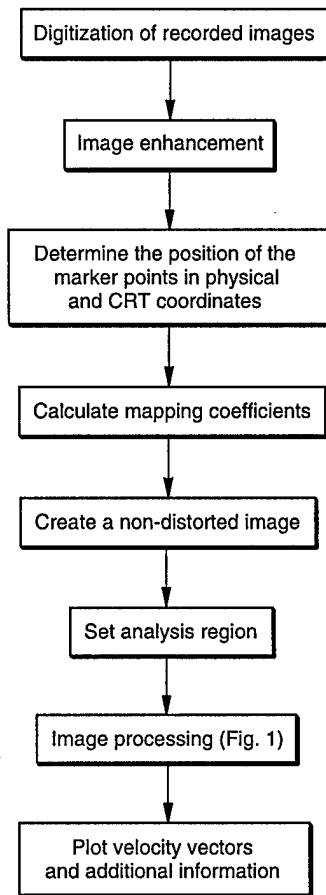 Digitization of recorded images
Image enhancement
Determine the position of the
marker points in physical
and CRT coordinates
Calculate mapping coefficients
Create a non-distorted image
Set analysis region
Image processing (Fig. 1)
Plot velocity vectors
and additional information